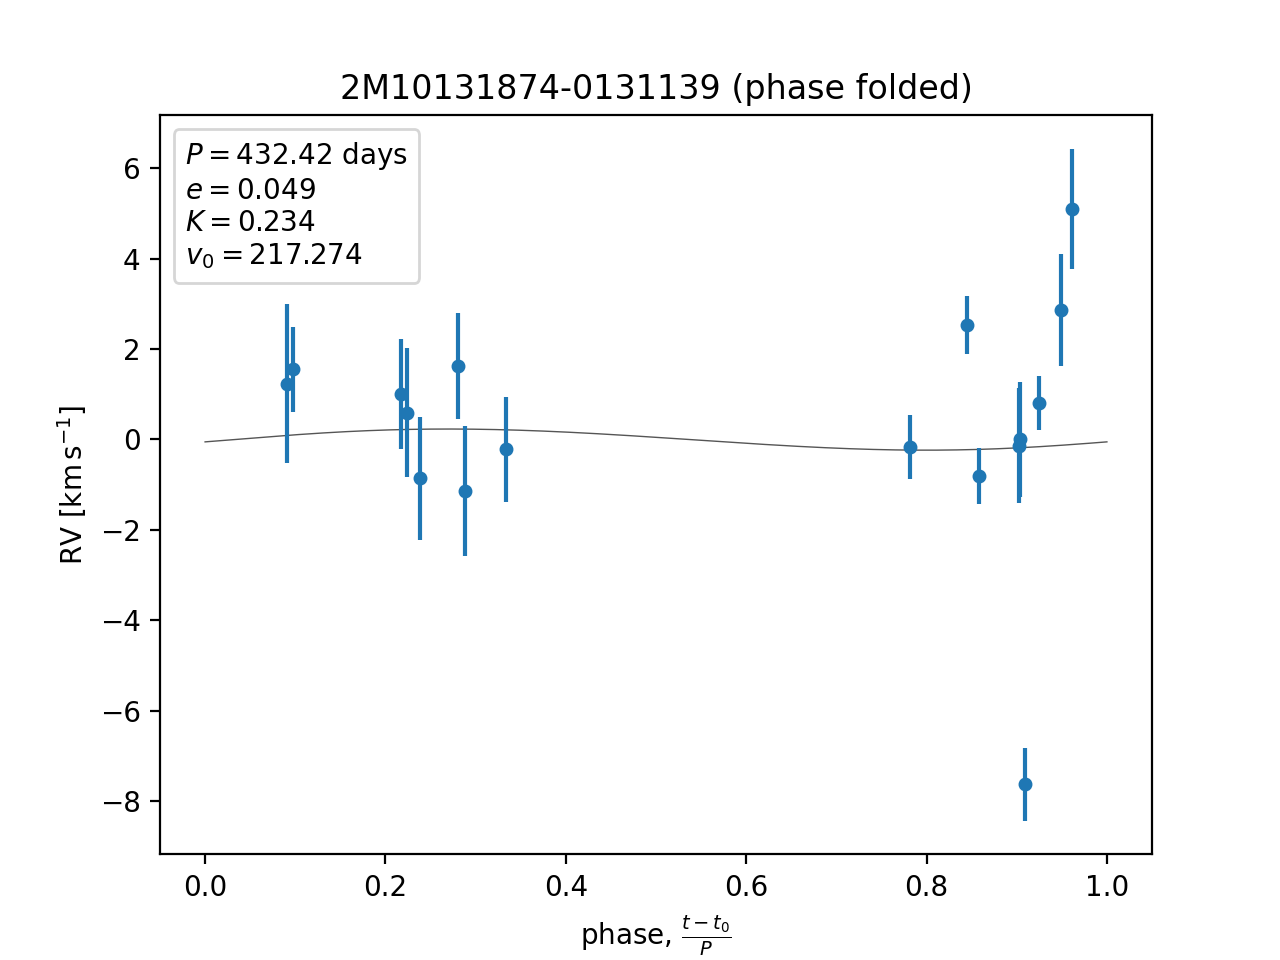 2M10131874-0131139 (phase folded)
P = 432.42 days
e = 0.049
K = 0.234
v₀ = 217.274
6
4
2
0
−2
−4
−6
−8
RV [km s⁻¹]
0.0 0.2 0.4 0.6 0.8 1.0
phase, (t − t₀)/P